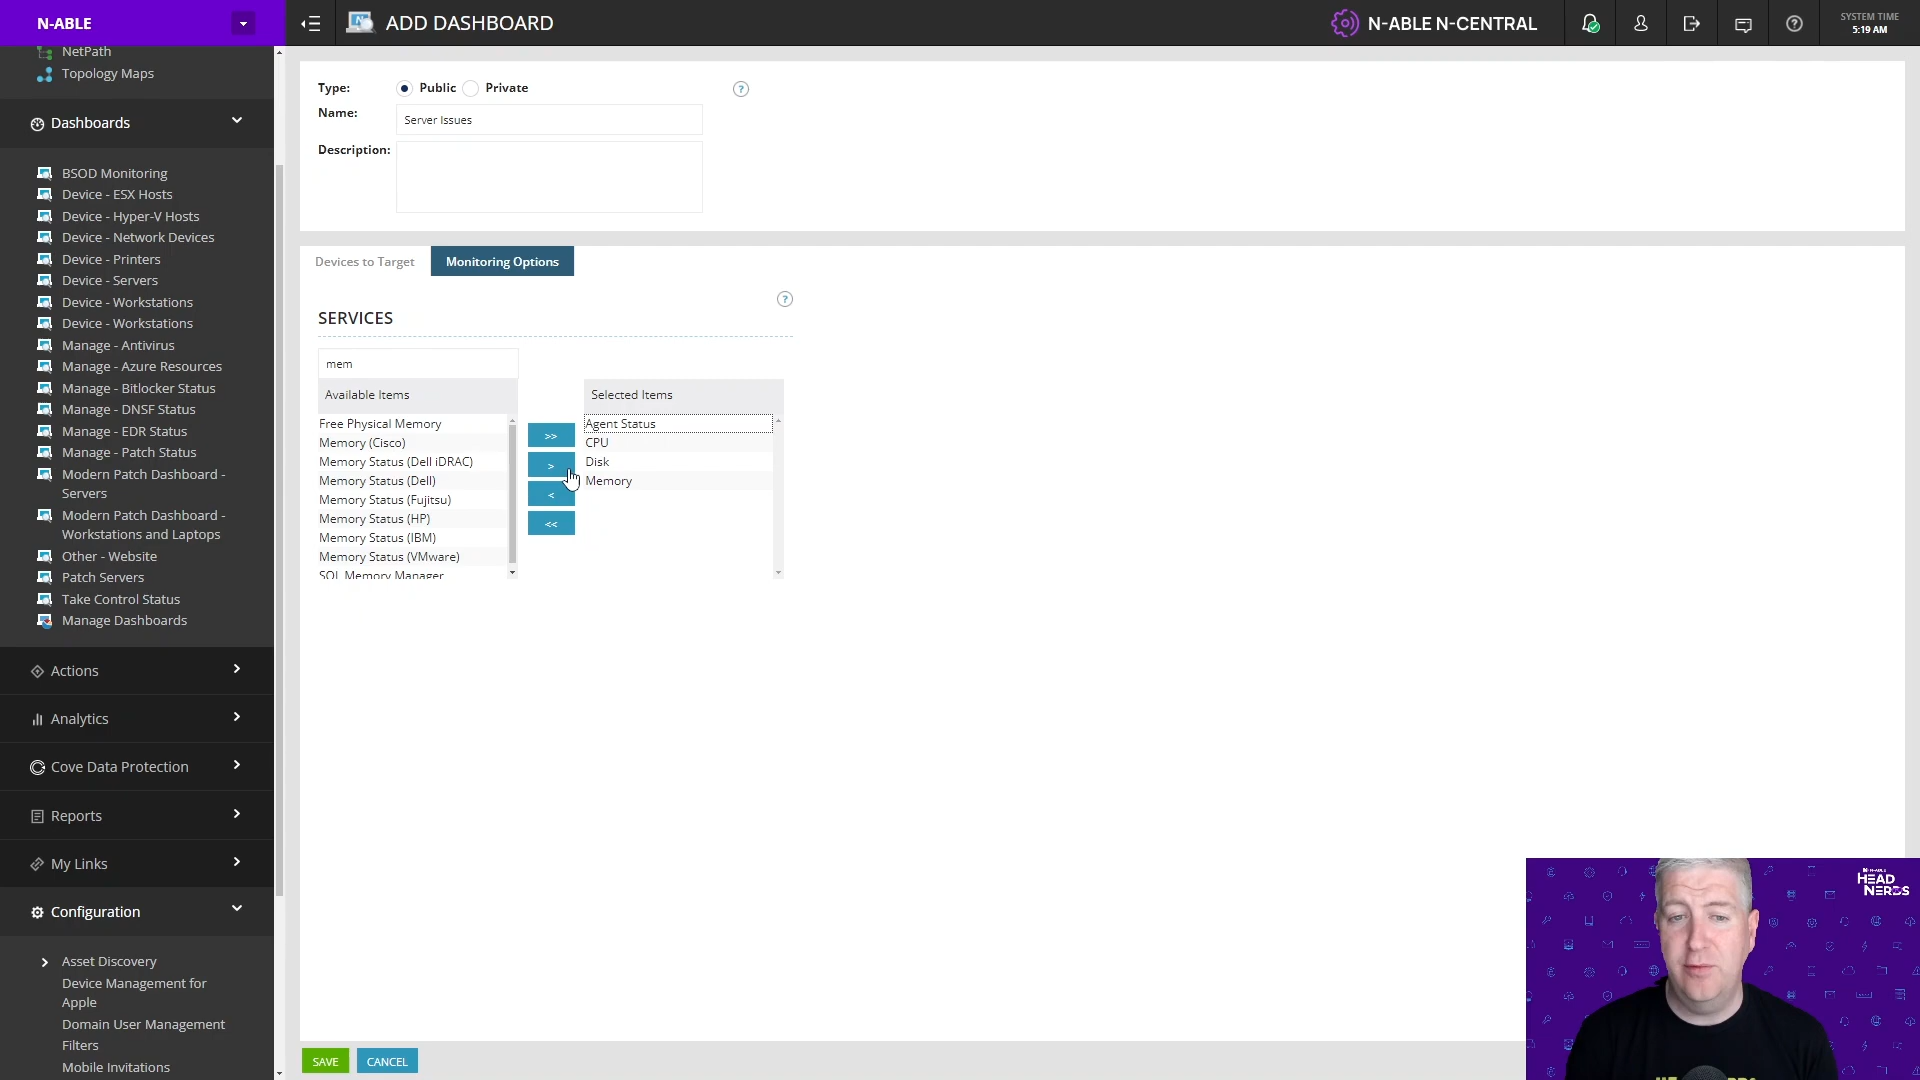 N-ABLE
ADD DASHBOARD
N-ABLE N-CENTRAL
SYSTEM TIME
5:19 AM
NetPath
Topology Maps
Dashboards
BSOD Monitoring
Device - ESX Hosts
Device - Hyper-V Hosts
Device - Network Devices
Device - Printers
Device - Servers
Device - Workstations
Device - Workstations
Manage - Antivirus
Manage - Azure Resources
Manage - Bitlocker Status
Manage - DNSF Status
Manage - EDR Status
Manage - Patch Status
Modern Patch Dashboard -
Servers
Modern Patch Dashboard -
Workstations and Laptops
Other - Website
Patch Servers
Take Control Status
Manage Dashboards
Actions
Analytics
Cove Data Protection
Reports
My Links
Configuration
Asset Discovery
Device Management for
Apple
Domain User Management
Filters
Mobile Invitations
Type: Public Private
?
Name: Server Issues
Description:
Devices to Target Monitoring Options
?
SERVICES
mem
Available Items
Free Physical Memory
Memory (Cisco)
Memory Status (Dell iDRAC)
Memory Status (Dell)
Memory Status (Fujitsu)
Memory Status (HP)
Memory Status (IBM)
Memory Status (VMware)
SQL Memory Manager
>>
>
<
<<
Selected Items
Agent Status
CPU
Disk
Memory
SAVE CANCEL
N-ABLE
HEAD
NERDS